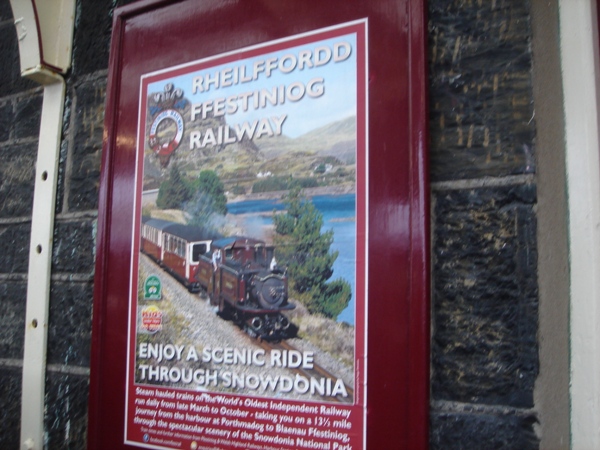 RHEILFFORDD
FFESTINIOG
RAILWAY
ENJOY A SCENIC RIDE
THROUGH SNOWDONIA
Steam hauled trains on the World's Oldest Independent Railway
run daily from late March to October - taking you on a 13½ mile
journey from the harbour at Porthmadog to Blaenau Ffestiniog,
through the spectacular scenery of the Snowdonia National Park